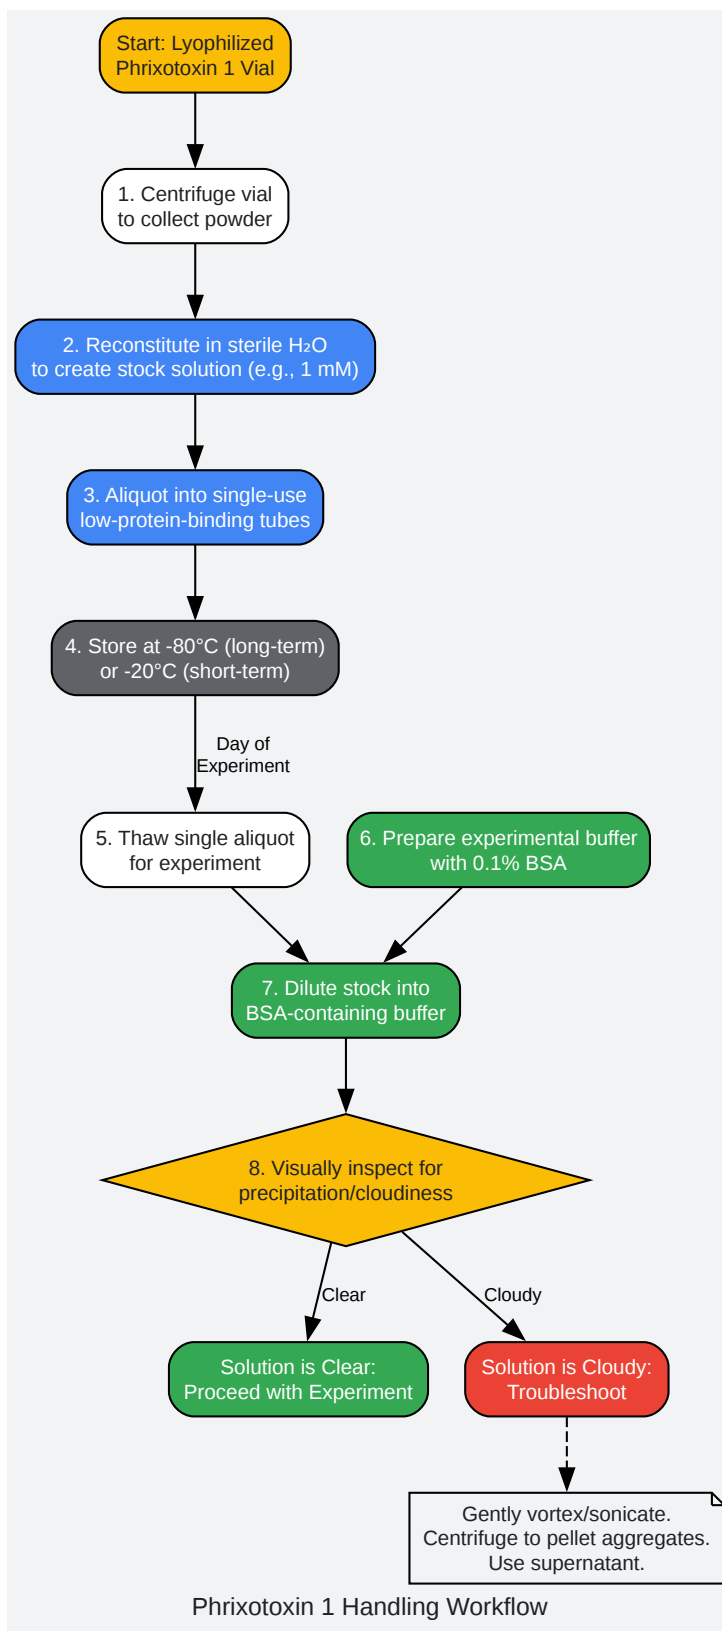 Start: Lyophilized
Phrixotoxin 1 Vial
1. Centrifuge vial
to collect powder
2. Reconstitute in sterile H₂O
to create stock solution (e.g., 1 mM)
3. Aliquot into single-use
low-protein-binding tubes
4. Store at -80°C (long-term)
or -20°C (short-term)
Day of
Experiment
5. Thaw single aliquot
for experiment
6. Prepare experimental buffer
with 0.1% BSA
7. Dilute stock into
BSA-containing buffer
8. Visually inspect for
precipitation/cloudiness
Clear
Cloudy
Solution is Clear:
Proceed with Experiment
Solution is Cloudy:
Troubleshoot
Gently vortex/sonicate.
Centrifuge to pellet aggregates.
Use supernatant.
Phrixotoxin 1 Handling Workflow